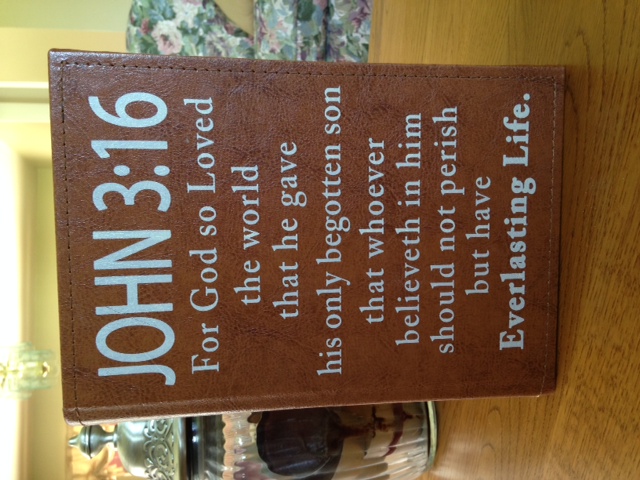 JOHN 3:16
For God so Loved
the world
that he gave
his only begotten son
that whoever
believeth in him
should not perish
but have
Everlasting Life.